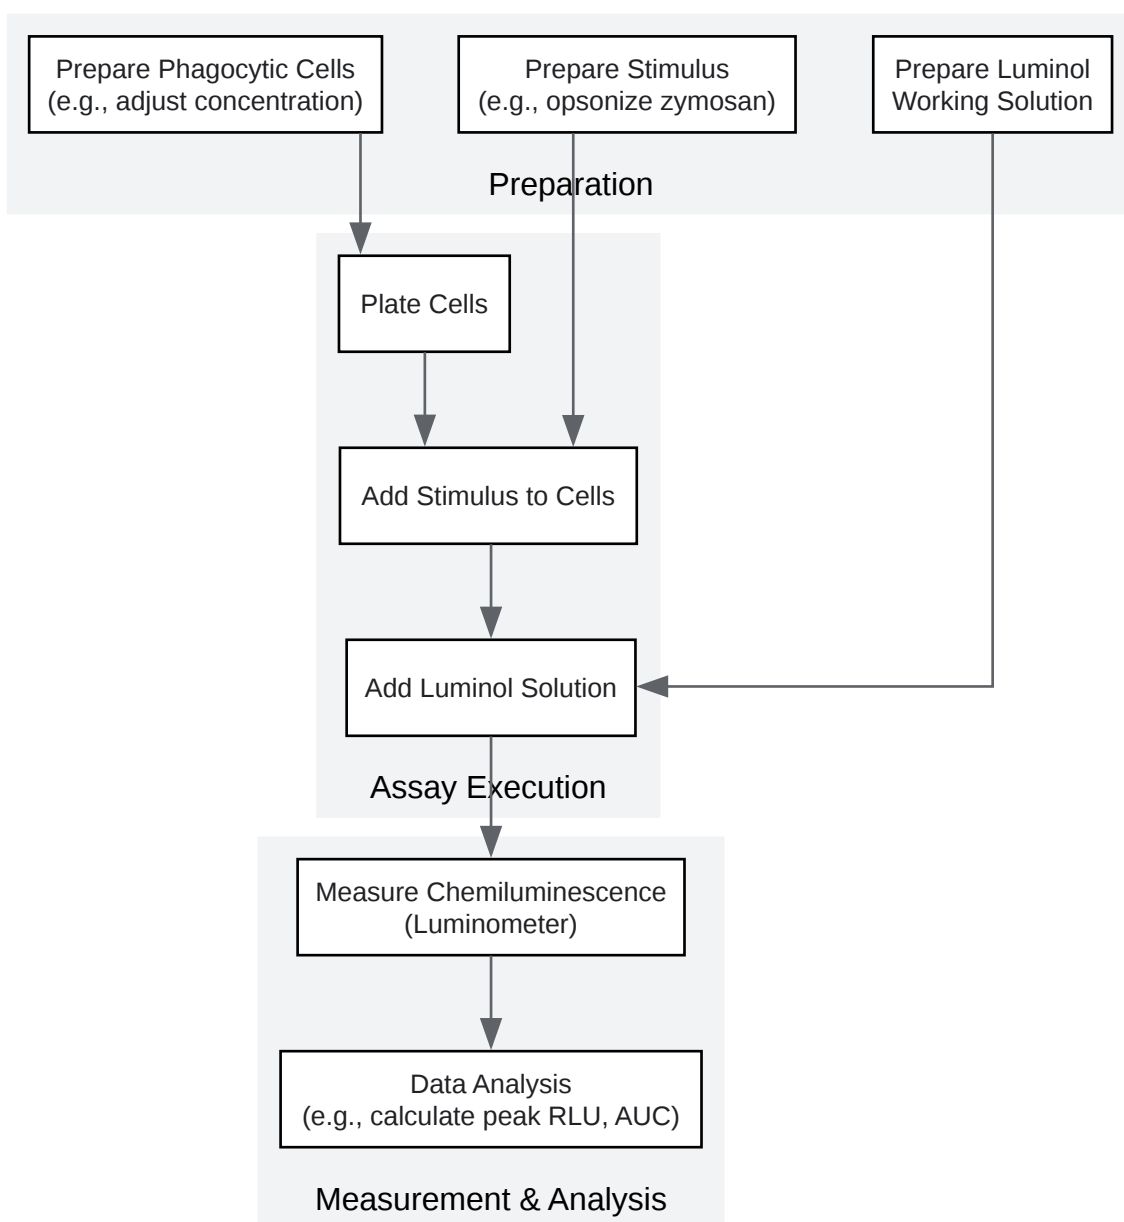 Prepare Phagocytic Cells
(e.g., adjust concentration)
Prepare Stimulus
(e.g., opsonize zymosan)
Prepare Luminol
Working Solution
Preparation
Plate Cells
Add Stimulus to Cells
Add Luminol Solution
Assay Execution
Measure Chemiluminescence
(Luminometer)
Data Analysis
(e.g., calculate peak RLU, AUC)
Measurement & Analysis